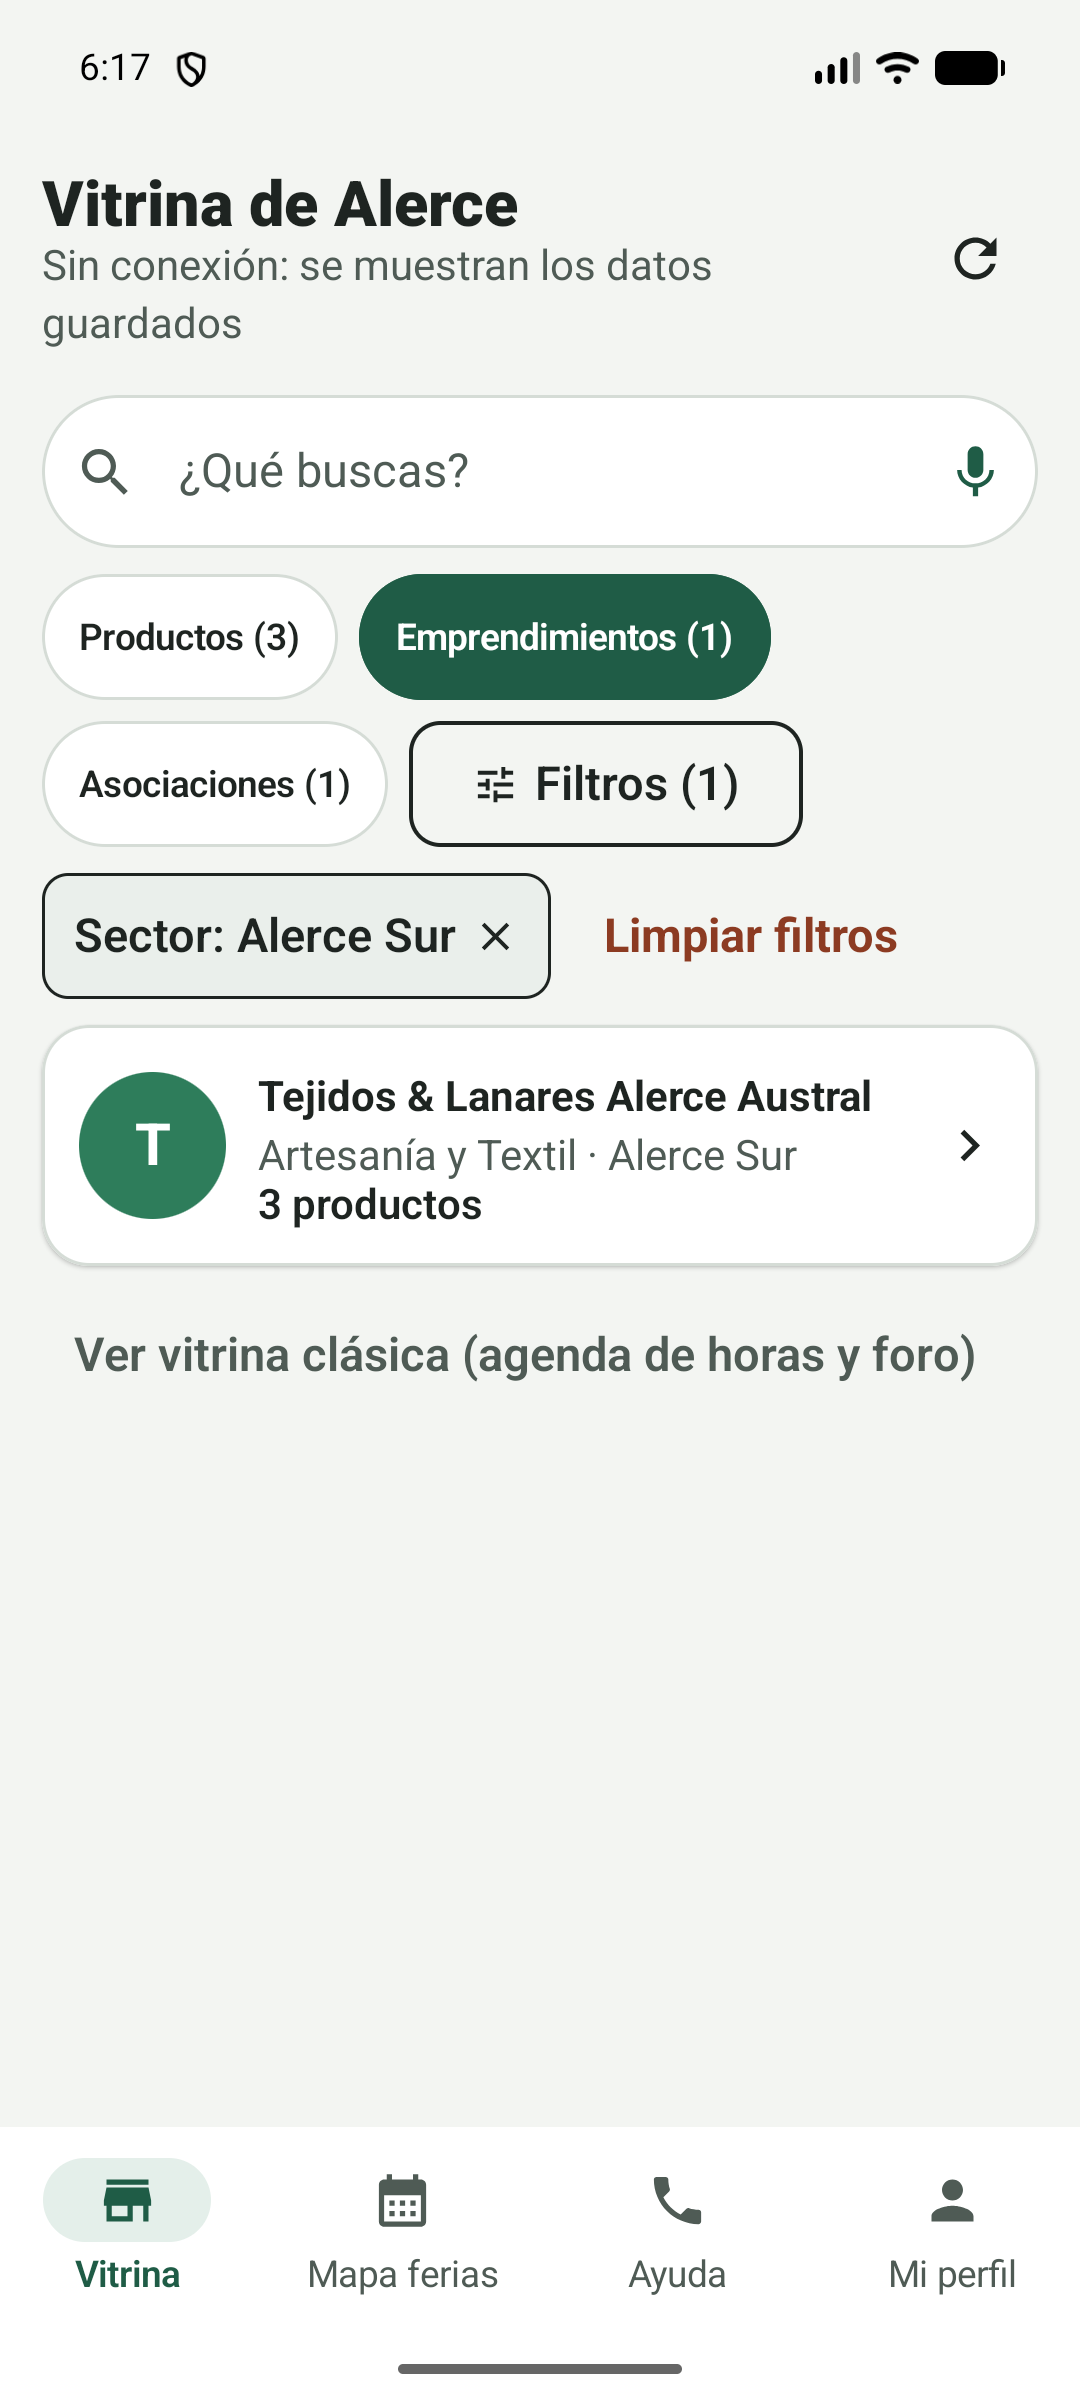 6:17
Vitrina de Alerce
Sin conexión: se muestran los datos
guardados
¿Qué buscas?
Productos (3)
Emprendimientos (1)
Asociaciones (1)
Filtros (1)
Sector: Alerce Sur
Limpiar filtros
T
Tejidos & Lanares Alerce Austral
Artesanía y Textil · Alerce Sur
3 productos
Ver vitrina clásica (agenda de horas y foro)
Vitrina
Mapa ferias
Ayuda
Mi perfil